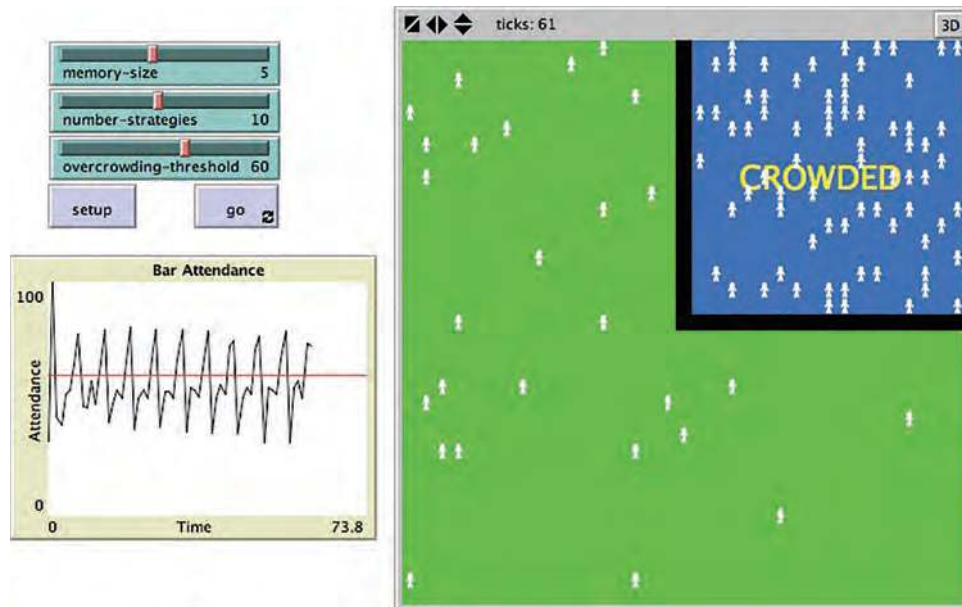 memory-size 5
number-strategies 10
overcrowding-threshold 60
setup go
Bar Attendance
100
Attendance
0
0 Time 73.8
ticks: 61 3D
CROWDED